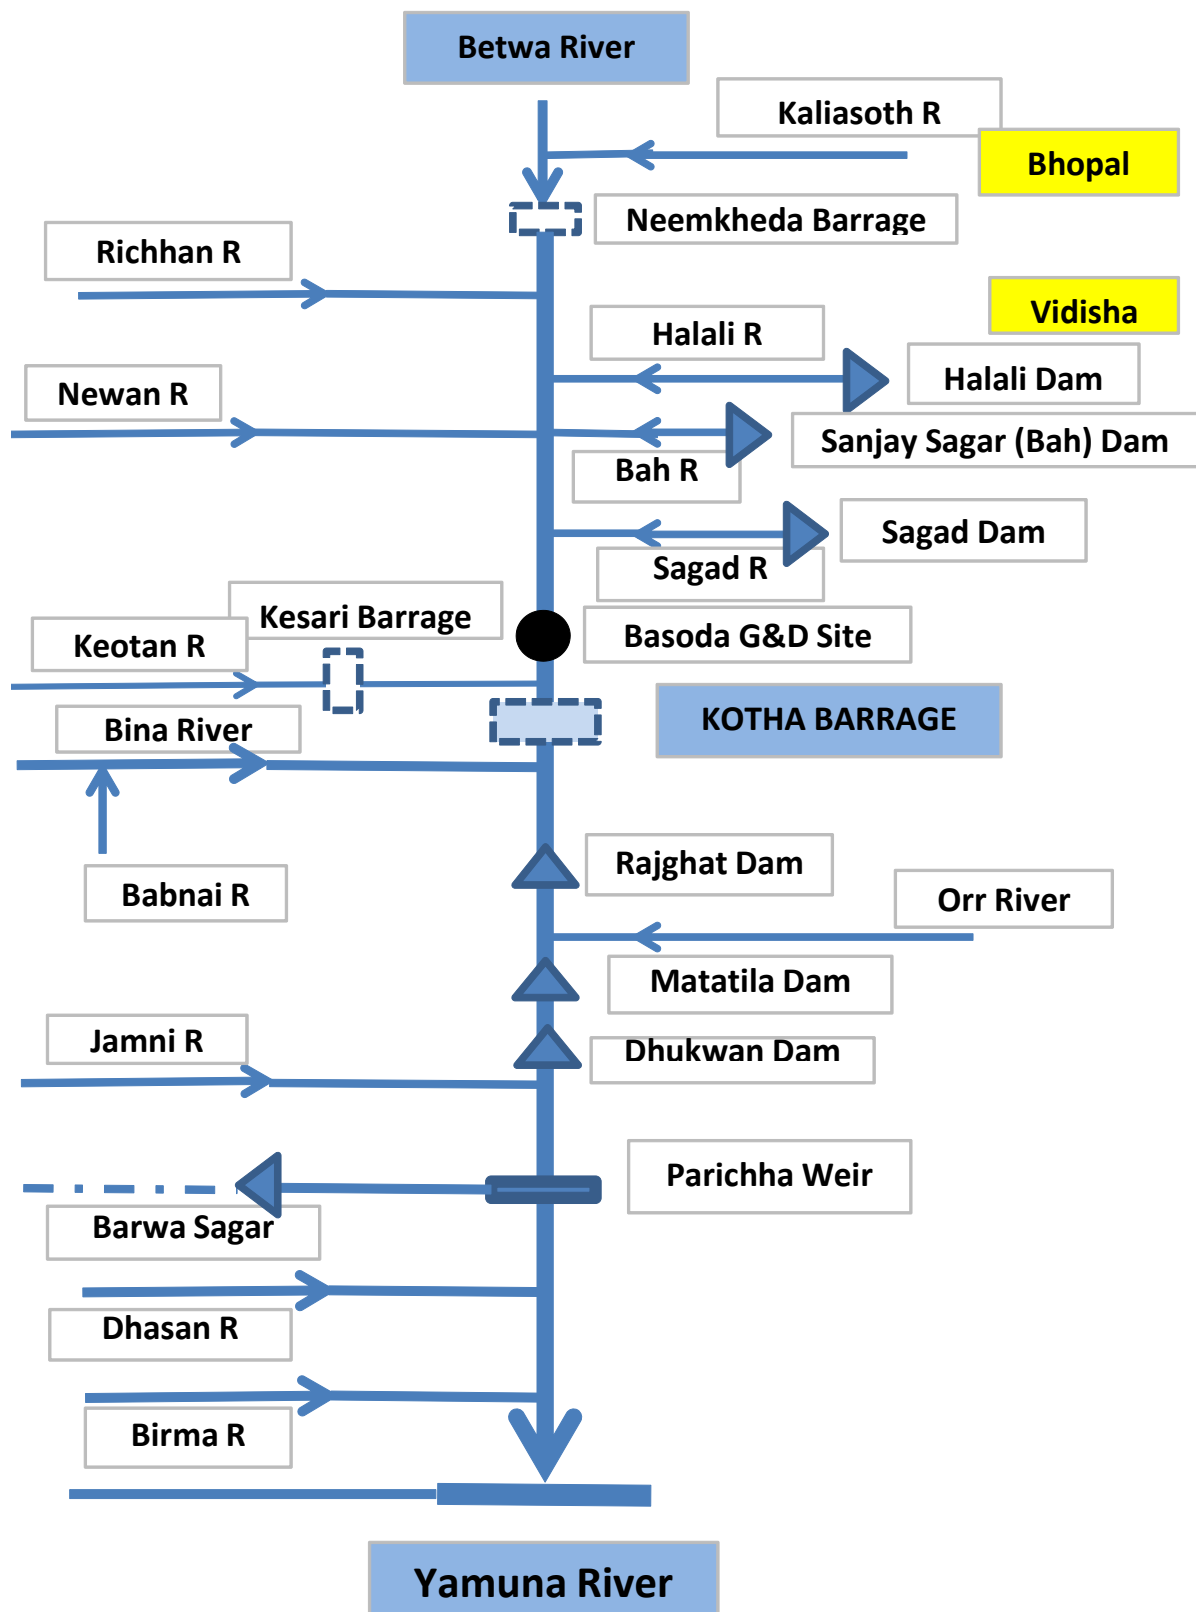 Betwa River
Kaliasoth R
Bhopal
Neemkheda Barrage
Richhan R
Vidisha
Halali R
Halali Dam
Newan R
Sanjay Sagar (Bah) Dam
Bah R
Sagad Dam
Sagad R
Kesari Barrage
Basoda G&D Site
Keotan R
KOTHA BARRAGE
Bina River
Rajghat Dam
Babnai R
Orr River
Matatila Dam
Jamni R
Dhukwan Dam
Parichha Weir
Barwa Sagar
Dhasan R
Birma R
Yamuna River